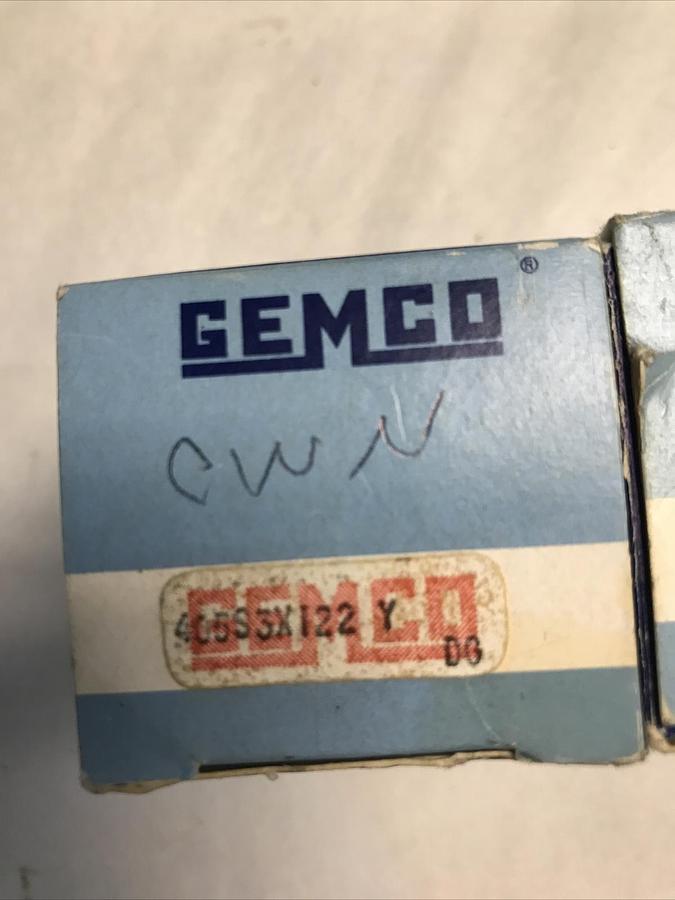 GEMCO®
CWN
GEMCO
405S3X122 Y
DG